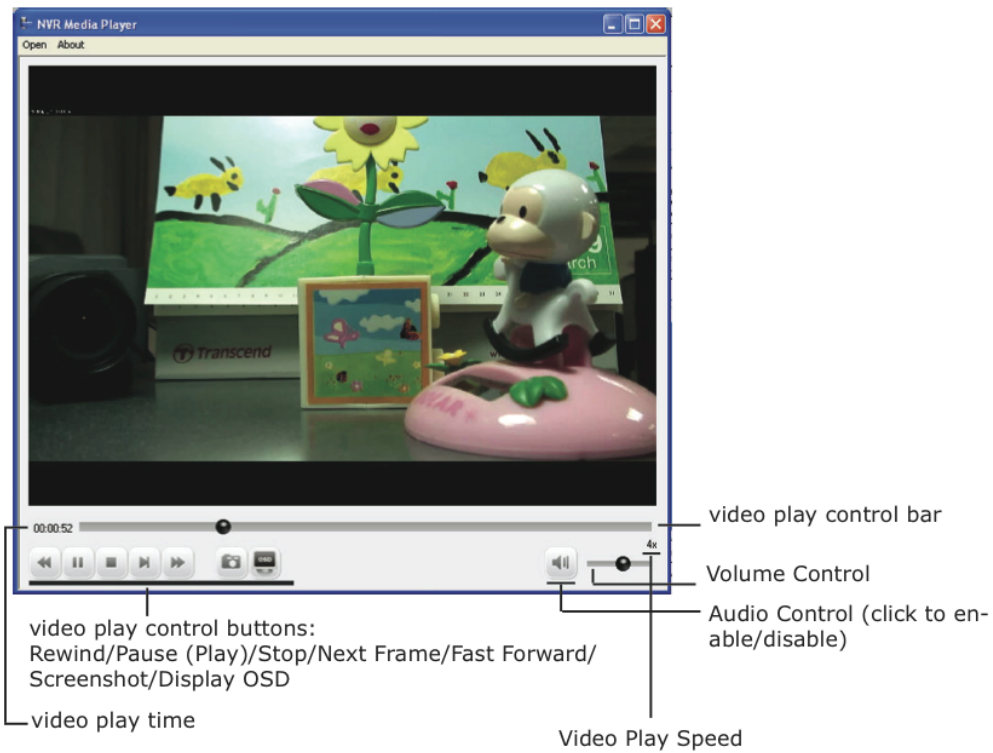 NVR Media Player
Open About
arch
Transcend
00:00:52
4x
OSD
video play control bar
Volume Control
Audio Control (click to en-
able/disable)
video play control buttons:
Rewind/Pause (Play)/Stop/Next Frame/Fast Forward/
Screenshot/Display OSD
video play time
Video Play Speed